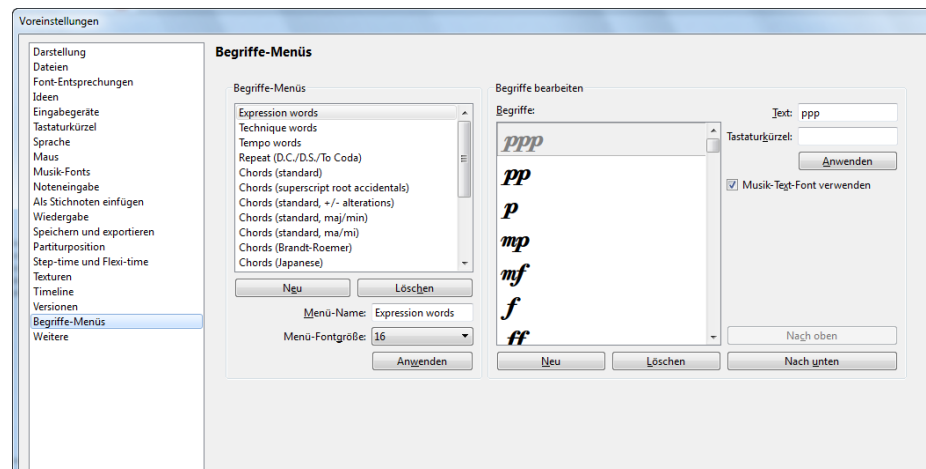 Voreinstellungen
Darstellung
Dateien
Font-Entsprechungen
Ideen
Eingabegeräte
Tastaturkürzel
Sprache
Maus
Musik-Fonts
Noteneingabe
Als Stichnoten einfügen
Wiedergabe
Speichern und exportieren
Partiturposition
Step-time und Flexi-time
Texturen
Timeline
Versionen
Begriffe-Menüs
Weitere
Begriffe-Menüs
Begriffe-Menüs
Expression words
Technique words
Tempo words
Repeat (D.C./D.S./To Coda)
Chords (standard)
Chords (superscript root accidentals)
Chords (standard, +/- alterations)
Chords (standard, maj/min)
Chords (standard, ma/mi)
Chords (Brandt-Roemer)
Chords (Japanese)
Neu Löschen
Menü-Name: Expression words
Menü-Fontgröße: 16
Anwenden
Begriffe bearbeiten
Begriffe:
ppp
pp
p
mp
mf
f
ff
Neu Löschen
Text: ppp
Tastaturkürzel:
Anwenden
Musik-Text-Font verwenden
Nach oben
Nach unten